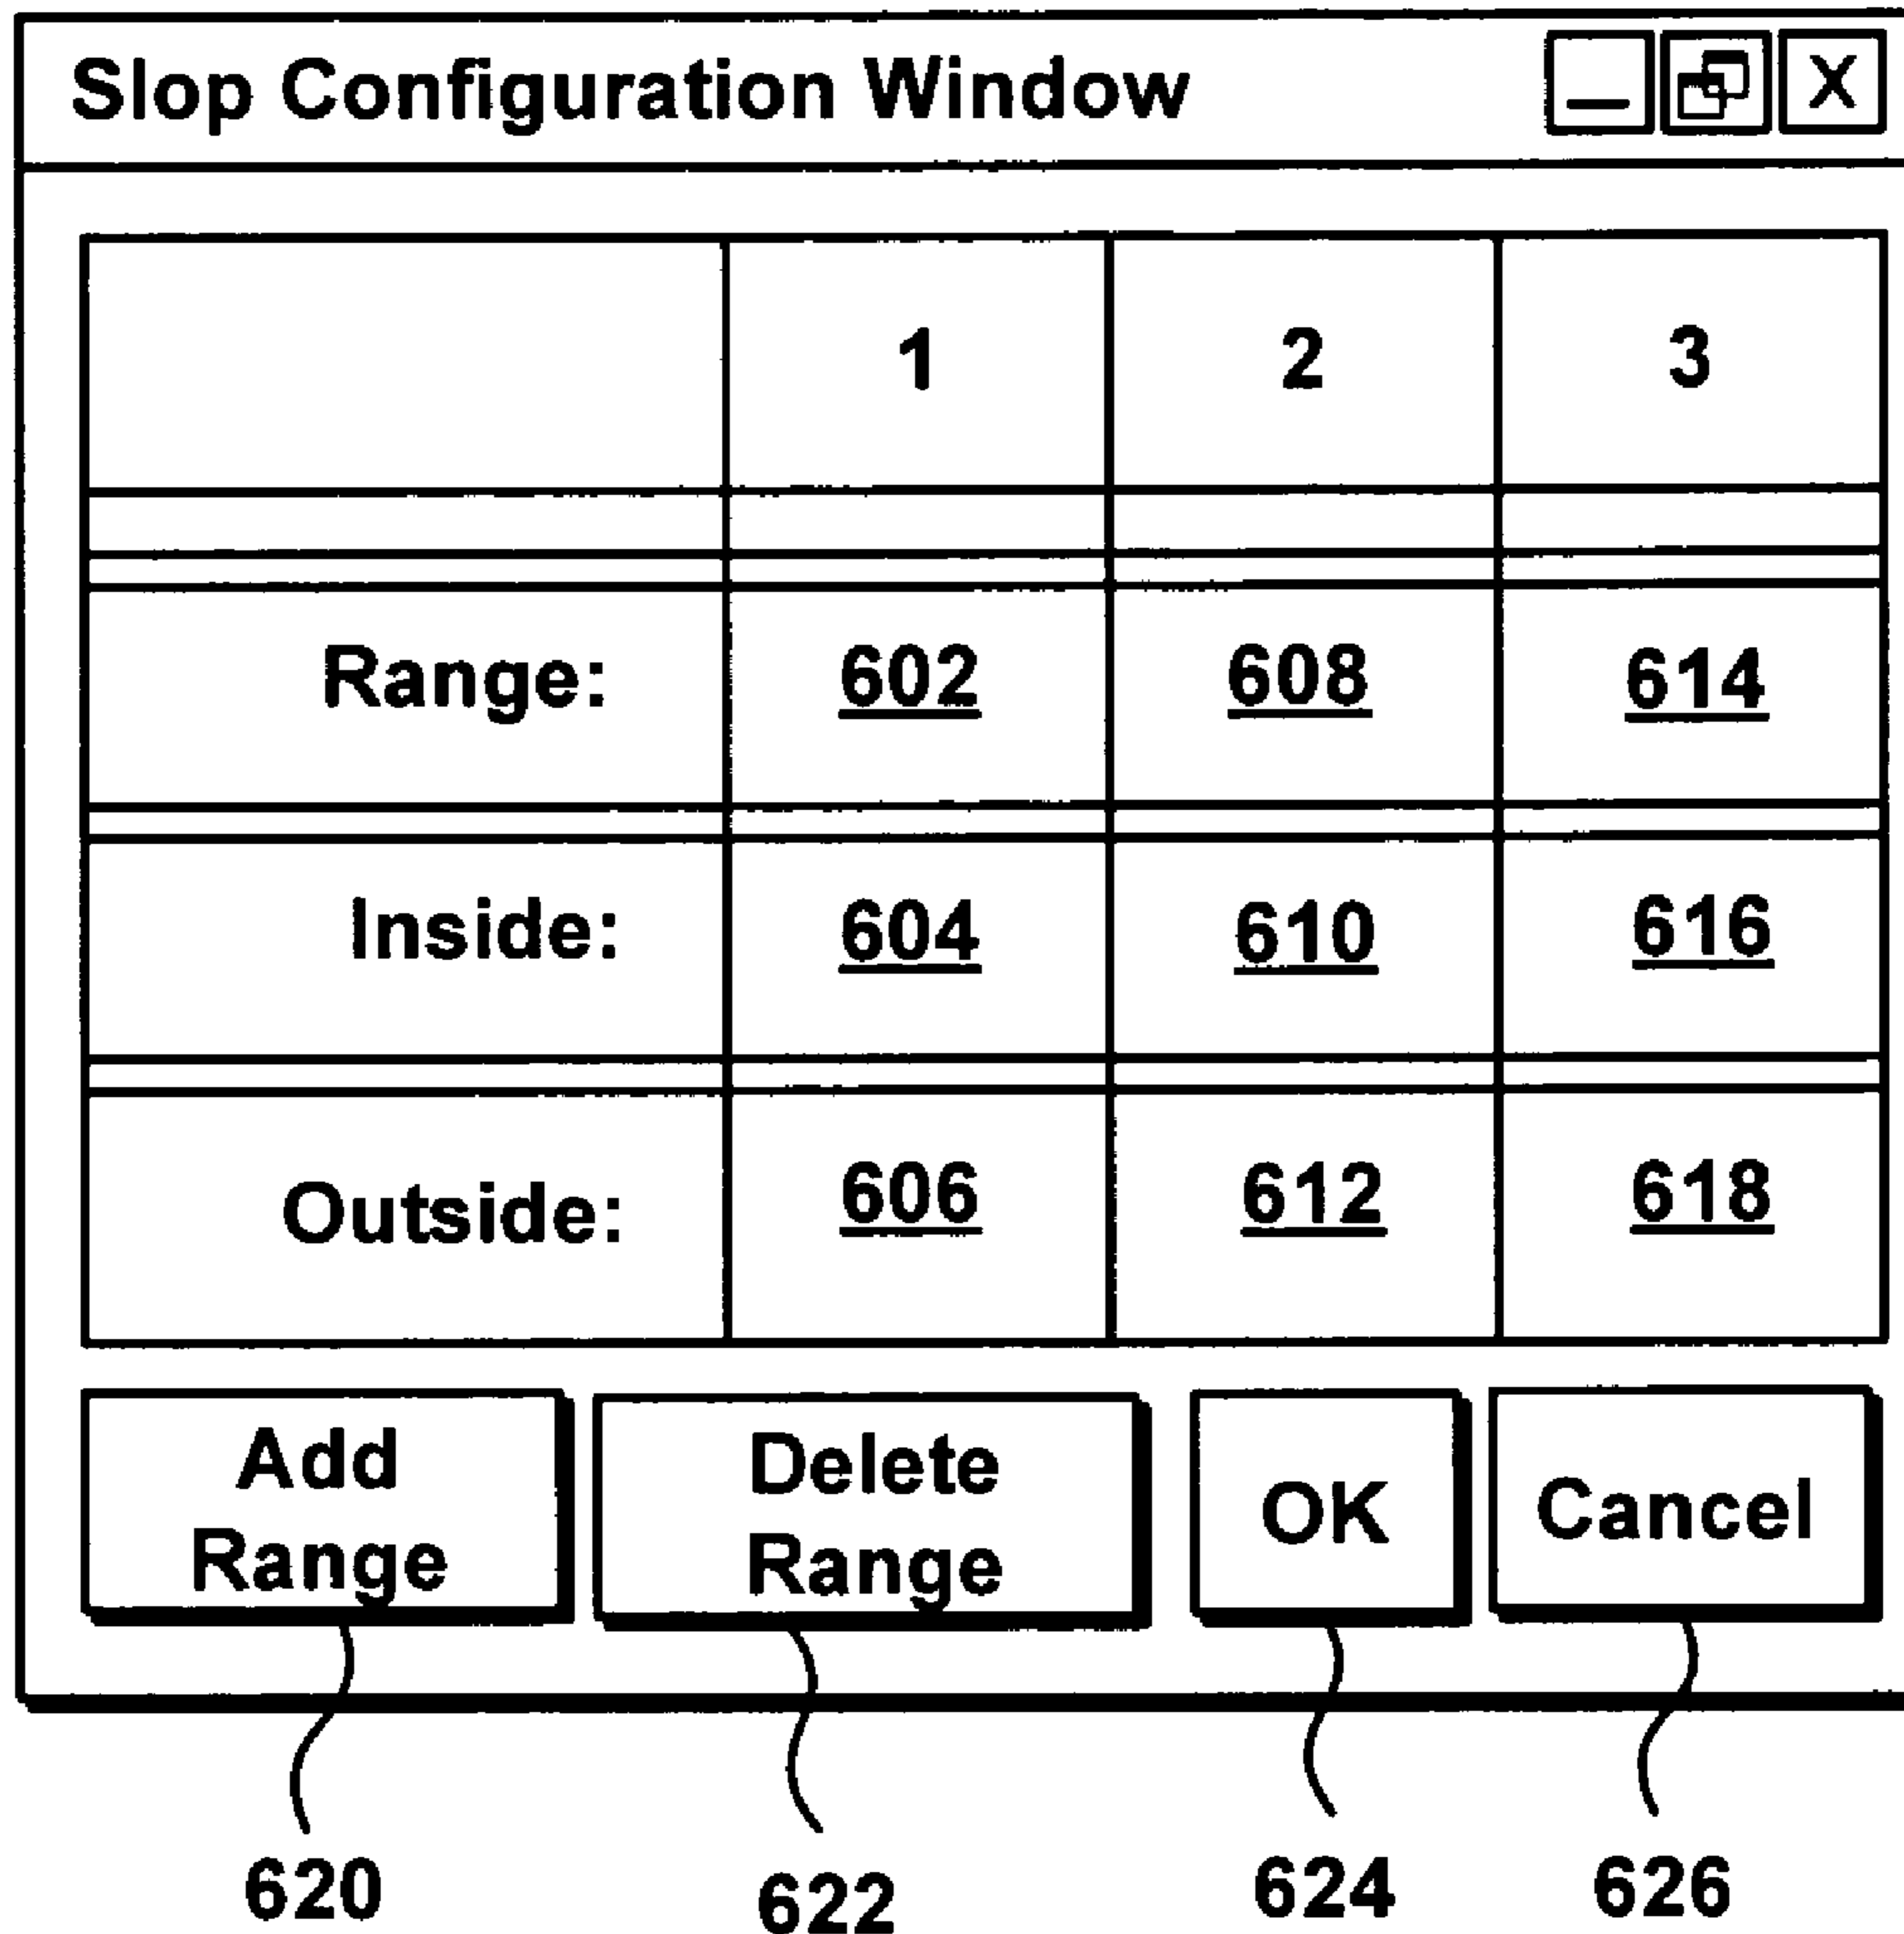 Slop Configuration Window X
1 2 3
Range: 602 608 614
Inside: 604 610 616
Outside: 606 612 618
Add Range
Delete Range
OK
Cancel
620 622 624 626